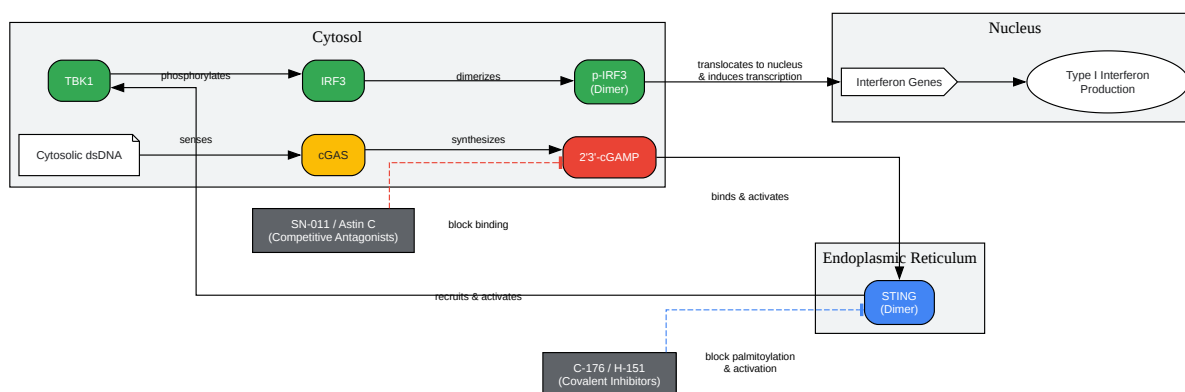 Cytosol
Nucleus
TBK1
phosphorylates
IRF3
dimerizes
p-IRF3
(Dimer)
translocates to nucleus
& induces transcription
Interferon Genes
Type I Interferon
Production
Cytosolic dsDNA
senses
cGAS
synthesizes
2'3'-cGAMP
binds & activates
SN-011 / Astin C
(Competitive Antagonists)
block binding
Endoplasmic Reticulum
recruits & activates
STING
(Dimer)
C-176 / H-151
(Covalent Inhibitors)
block palmitoylation
& activation